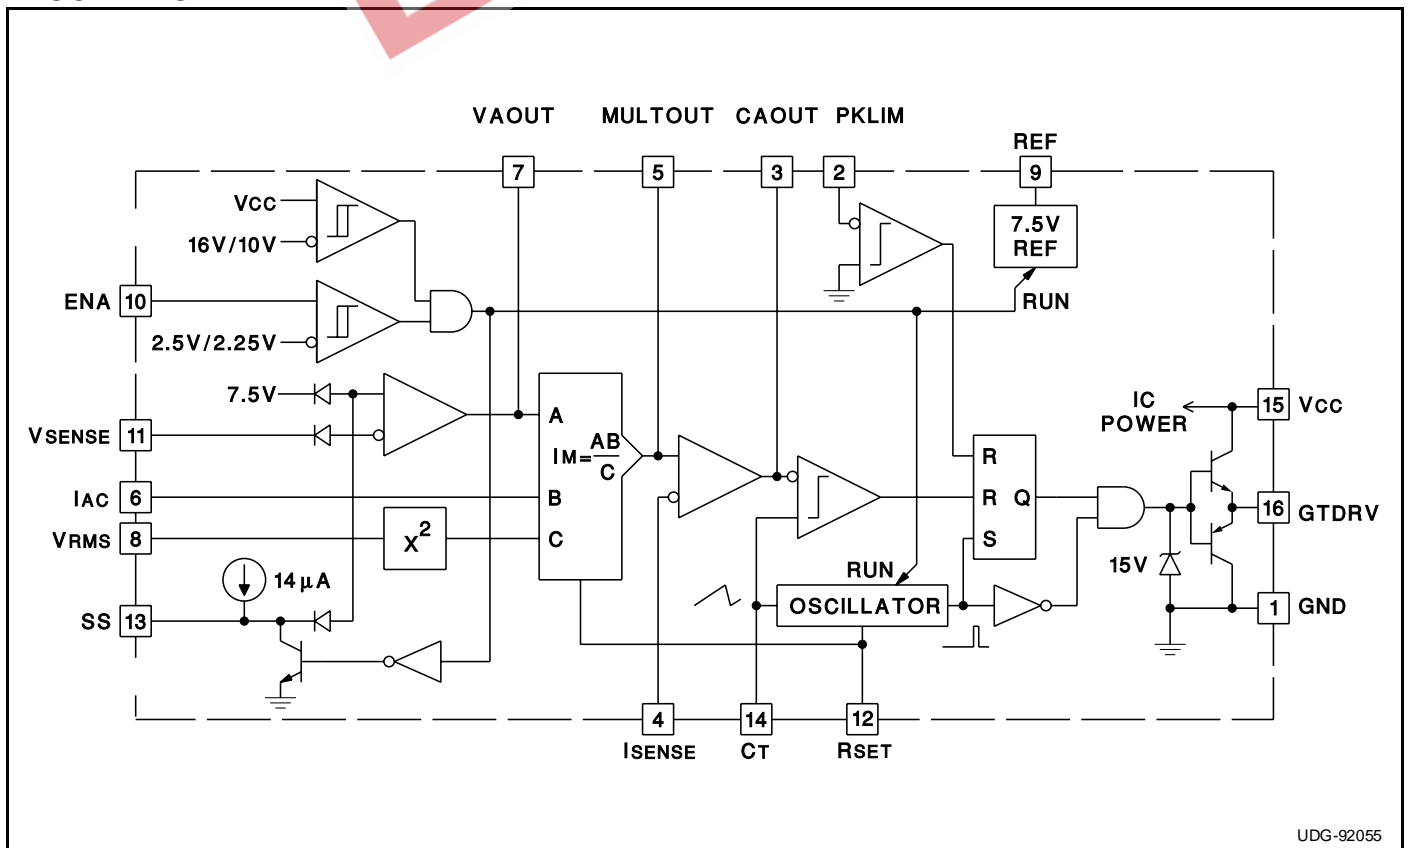 VAOUT MULTOUT CAOUT PKLIM
REF
7 5 3 2 9
VCC
16V/10V
7.5V
REF
ENA 10
RUN
2.5V/2.25V
7.5V
IC
POWER
15 VCC
VSENSE 11
A
IM=AB/C
B
C
IAC 6
VRMS 8
X²
R
R Q
S
16 GTDRV
15V
14µA
RUN
OSCILLATOR
SS 13
1 GND
4 14 12
ISENSE CT RSET
UDG-92055